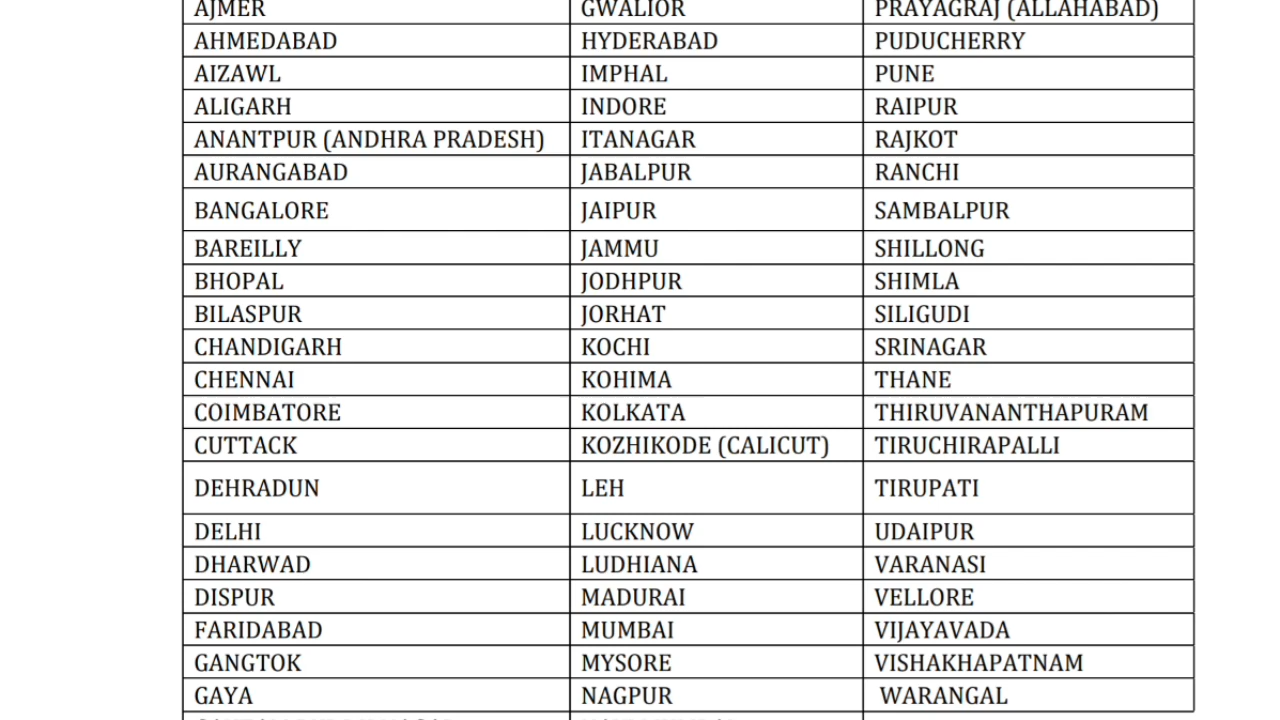 AJMER GWALIOR PRAYAGRAJ (ALLAHABAD)
AHMEDABAD HYDERABAD PUDUCHERRY
AIZAWL IMPHAL PUNE
ALIGARH INDORE RAIPUR
ANANTPUR (ANDHRA PRADESH) ITANAGAR RAJKOT
AURANGABAD JABALPUR RANCHI
BANGALORE JAIPUR SAMBALPUR
BAREILLY JAMMU SHILLONG
BHOPAL JODHPUR SHIMLA
BILASPUR JORHAT SILIGUDI
CHANDIGARH KOCHI SRINAGAR
CHENNAI KOHIMA THANE
COIMBATORE KOLKATA THIRUVANANTHAPURAM
CUTTACK KOZHIKODE (CALICUT) TIRUCHIRAPALLI
DEHRADUN LEH TIRUPATI
DELHI LUCKNOW UDAIPUR
DHARWAD LUDHIANA VARANASI
DISPUR MADURAI VELLORE
FARIDABAD MUMBAI VIJAYAVADA
GANGTOK MYSORE VISHAKHAPATNAM
GAYA NAGPUR WARANGAL